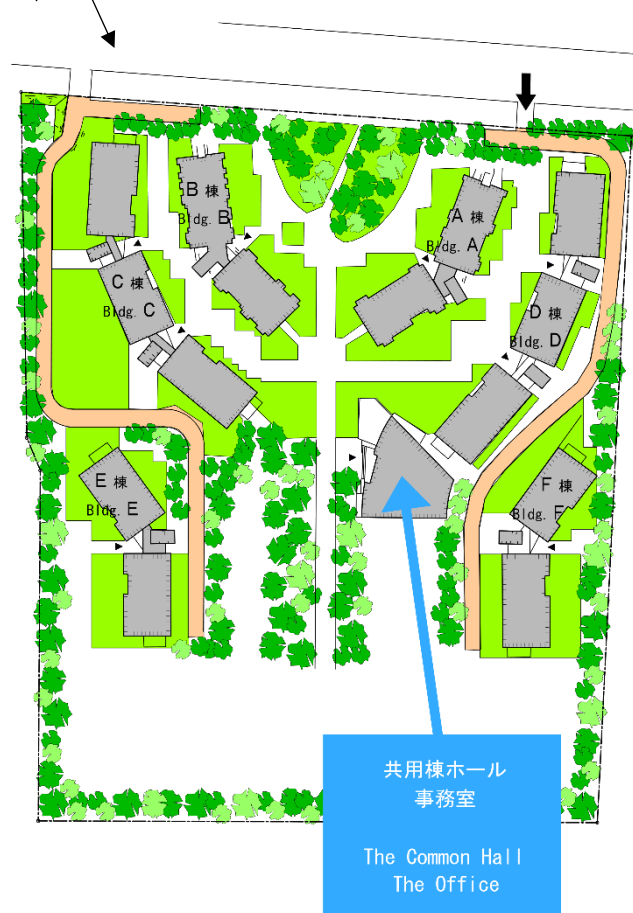 B 棟
Bldg. B
A 棟
Bldg. A
C 棟
Bldg. C
D 棟
Bldg. D
E 棟
Bldg. E
F 棟
Bldg. F
共用棟ホール
事務室
The Common Hall
The Office